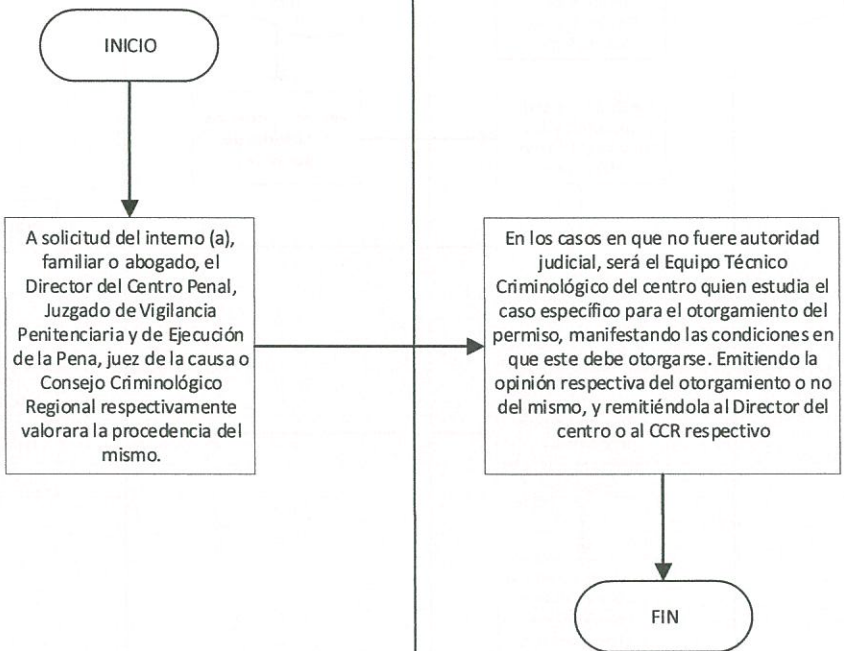 INICIO
A solicitud del interno (a),
familiar o abogado, el
Director del Centro Penal,
Juzgado de Vigilancia
Penitenciaria y de Ejecución
de la Pena, juez de la causa o
Consejo Criminológico
Regional respectivamente
valorara la procedencia del
mismo.
En los casos en que no fuere autoridad
judicial, será el Equipo Técnico
Criminológico del centro quien estudia el
caso específico para el otorgamiento del
permiso, manifestando las condiciones en
que este debe otorgarse. Emitiendo la
opinión respectiva del otorgamiento o no
del mismo, y remitiéndola al Director del
centro o al CCR respectivo
FIN